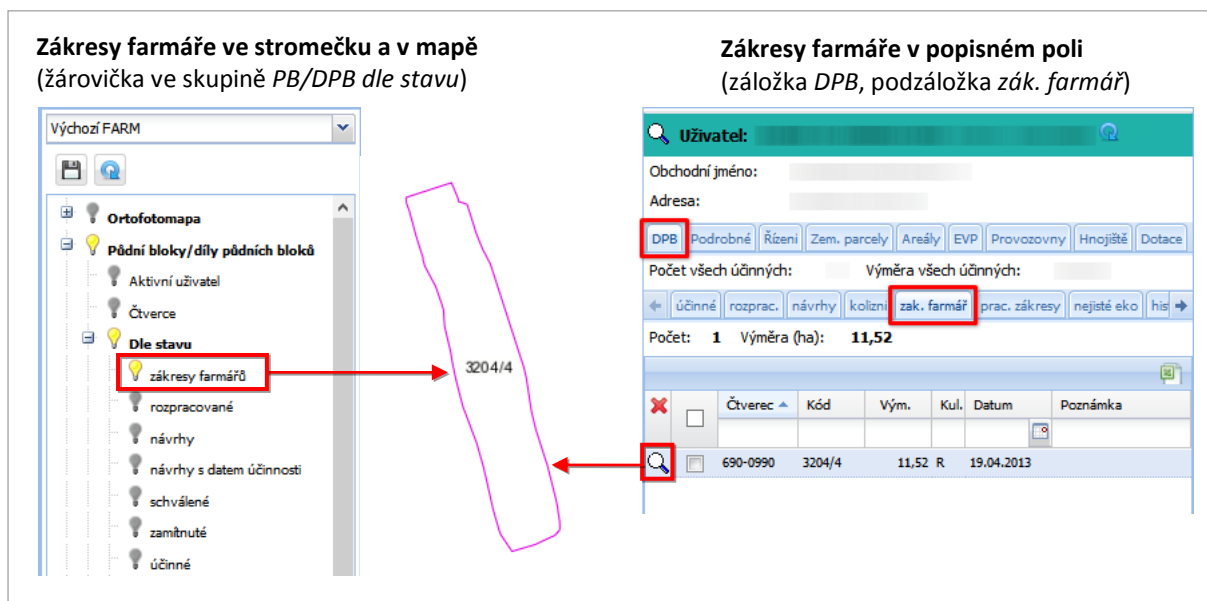 Zákresy farmáře ve stromečku a v mapě
(žárovička ve skupině PB/DPB dle stavu)
Výchozí FARM
Ortofotomapa
Půdní bloky/díly půdních bloků
Aktivní uživatel
Čtverce
Dle stavu
zákresy farmářů
rozpracované
návrhy
návrhy s datem účinnosti
schválené
zamítnuté
účinné
3204/4
Zákresy farmáře v popisném poli
(záložka DPB, podzáložka zák. farmář)
Uživatel:
Obchodní jméno:
Adresa:
DPB Podrobné Řízeni Zem. parcely Areály EVP Provozovny Hnojiště Dotace
Počet všech účinných: Výměra všech účinných:
účinné rozprac. návrhy kolizni zak. farmář prac. zákresy nejisté eko his
Počet: 1 Výměra (ha): 11,52
Čtverec Kód Vým. Kul. Datum Poznámka
690-0990 3204/4 11,52 R 19.04.2013